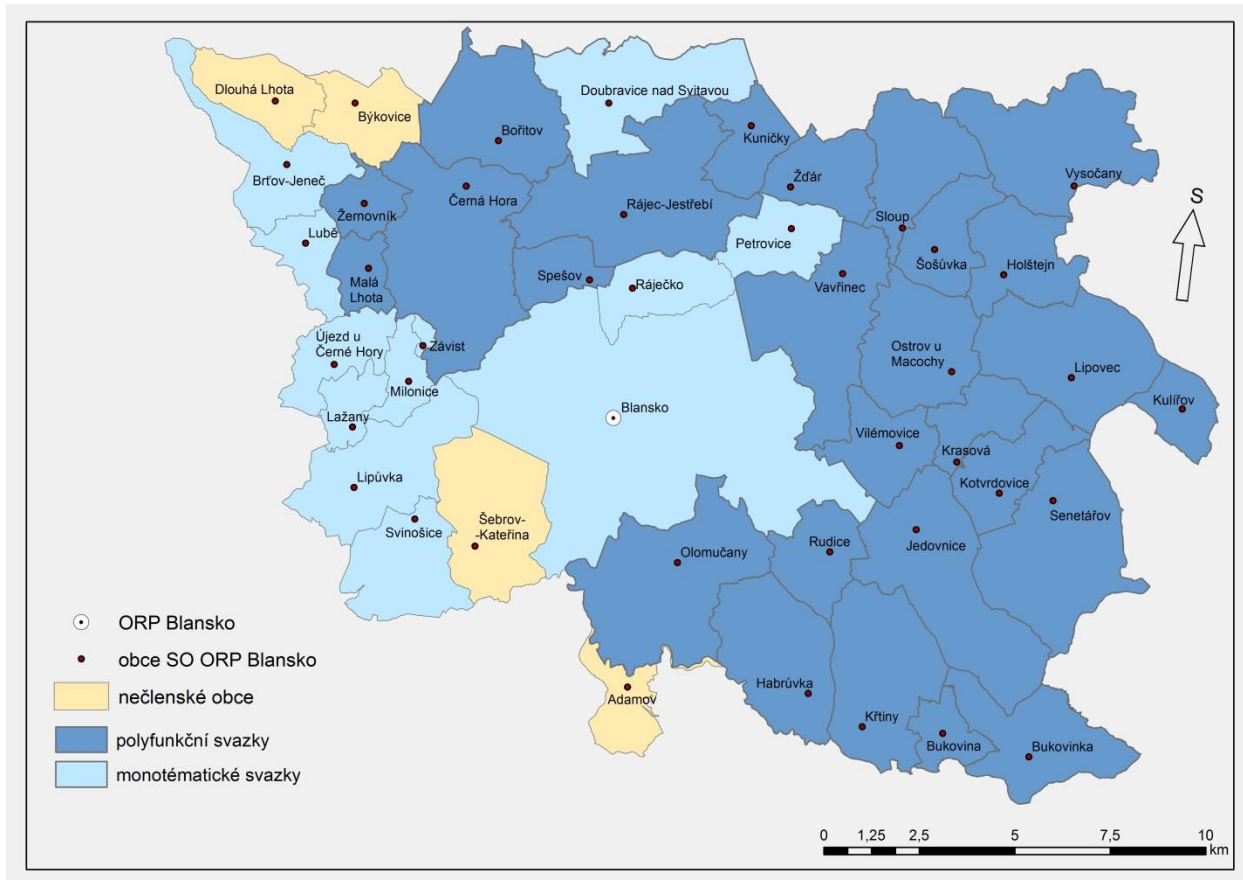 Dlouhá Lhota
Býkovice
Doubravice nad Svitavou
Bořitov
Kuničky
Brťov-Jeneč
Vysočany
Žďár
Černá Hora
Žernovník
S
Rájec-Jestřebí
Sloup
Petrovice
Lubě
Šošůvka
Holštejn
Malá
Lhota
Spešov
Ráječko
Vavřinec
Újezd u
Černé Hory
Závist
Ostrov u
Macochy
Lipovec
Milonice
Kulířov
Blansko
Lažany
Vilémovice
Krasová
Kotvrdovice
Lipůvka
Senetářov
Svinošice
Šebrov-
-Kateřina
Olomučany
Rudice
Jedovnice
Adamov
Habrůvka
Křtiny
Bukovina
Bukovinka
ORP Blansko
obce SO ORP Blansko
nečlenské obce
polyfunkční svazky
monotématické svazky
0 1,25 2,5 5 7,5 10
km